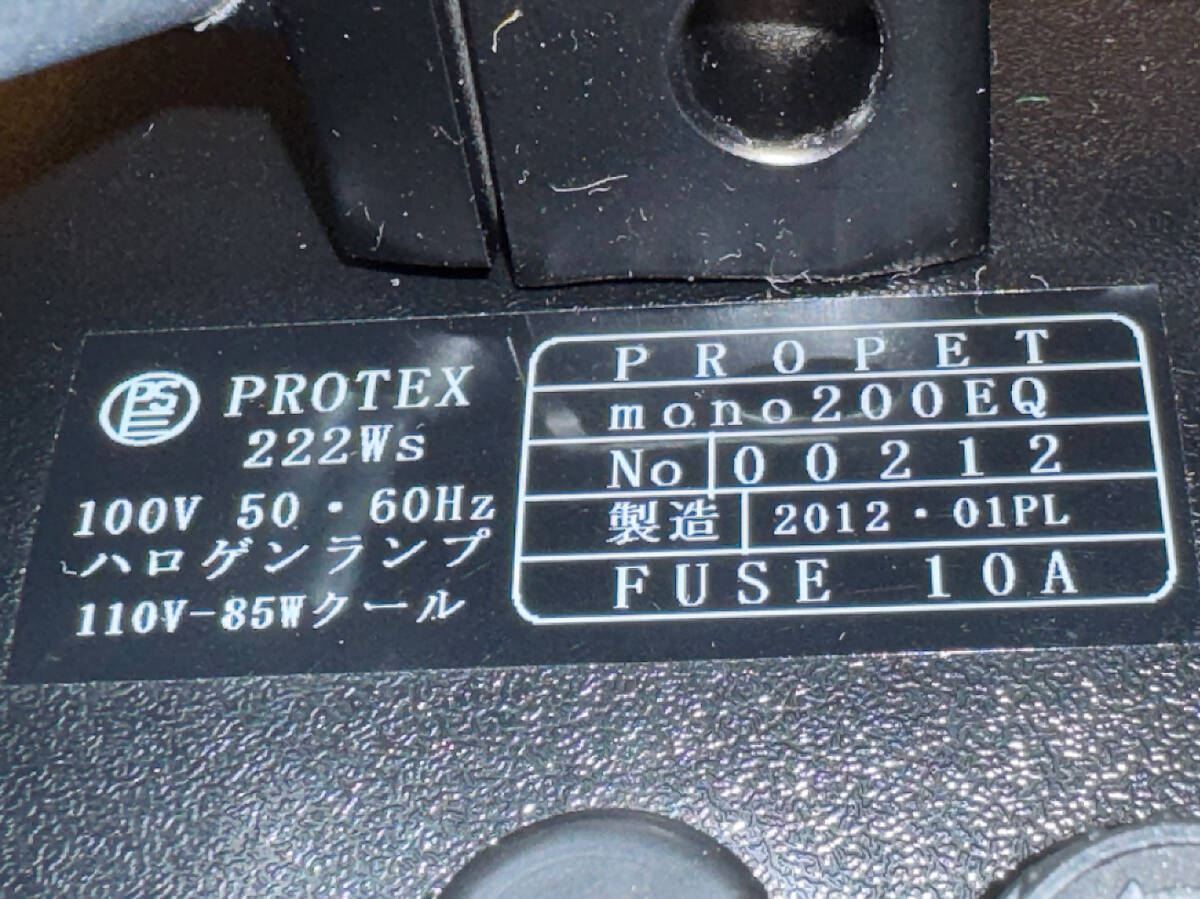 PSE PROTEX
222Ws
100V 50・60Hz
ハロゲンランプ
110V-85Wクール
PROPET
mono200EQ
No 00212
製造 2012・01PL
FUSE 10A